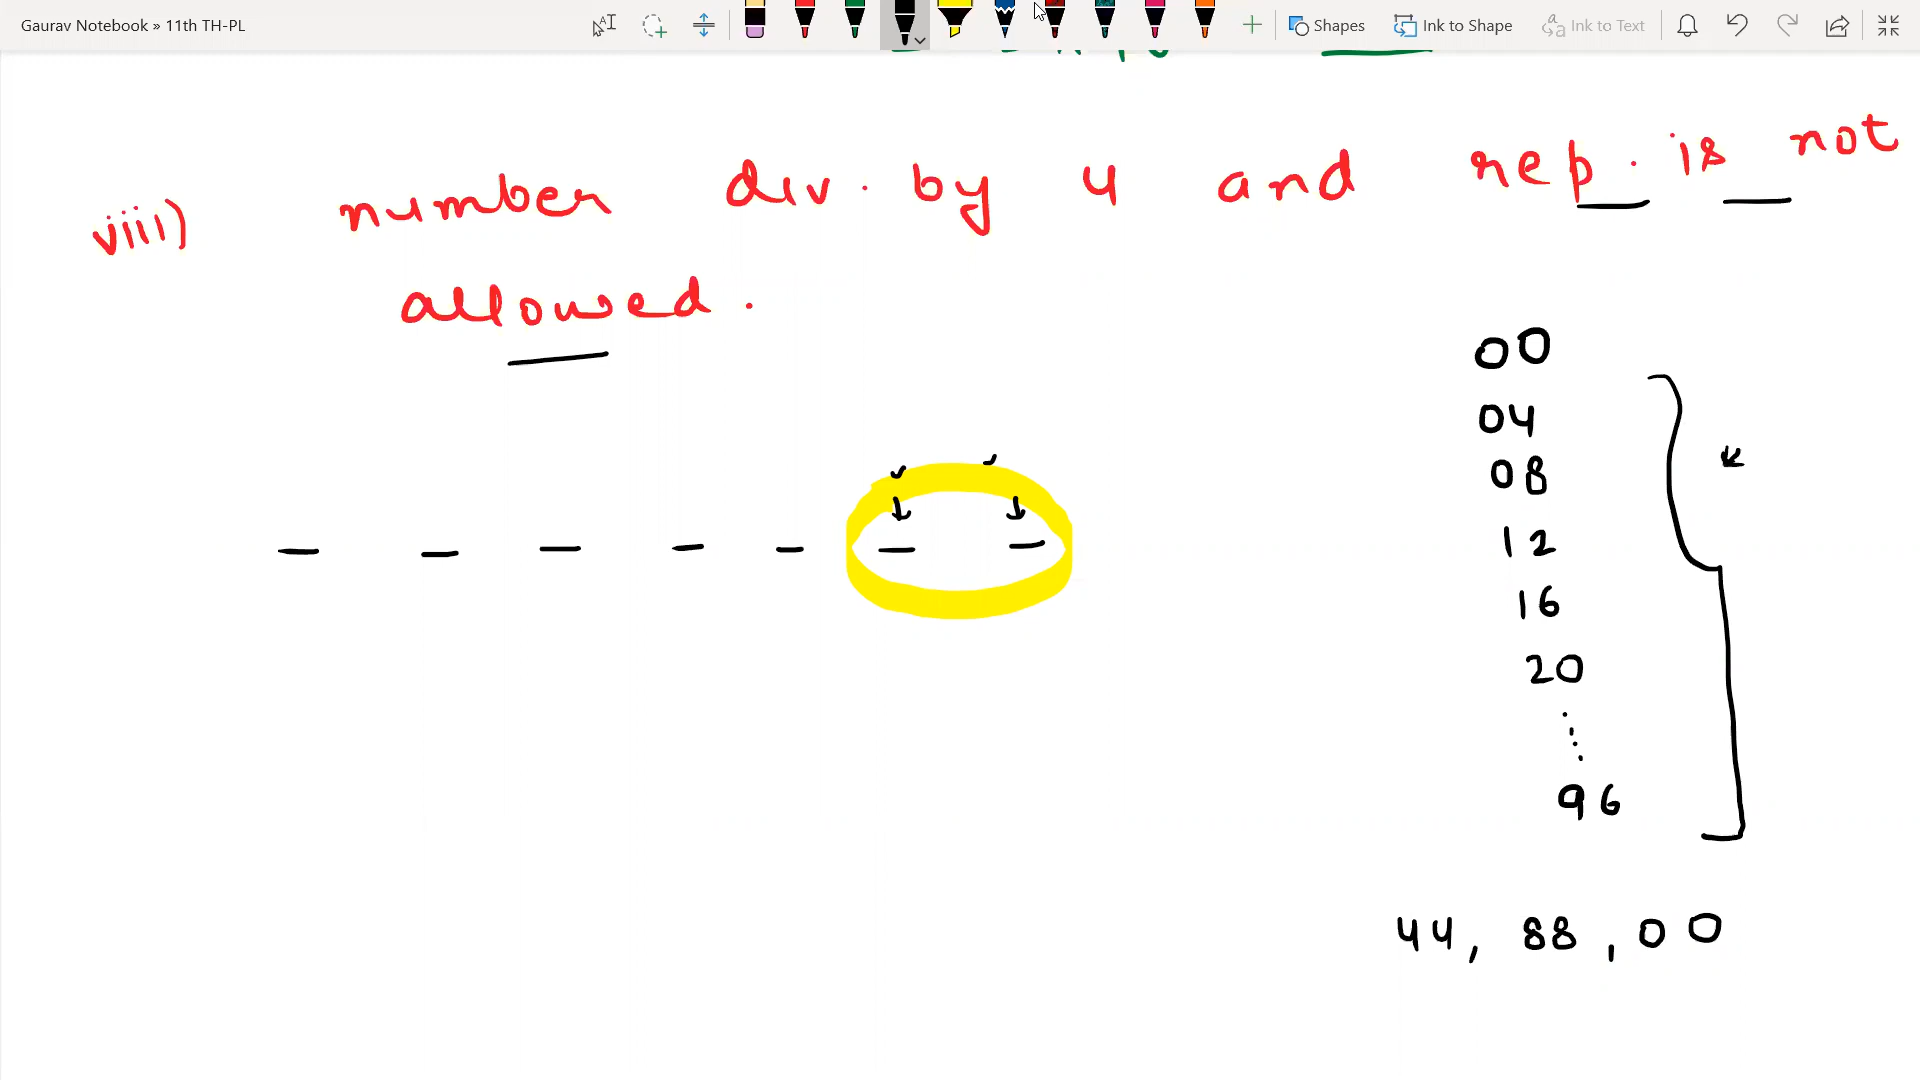 Gaurav Notebook » 11th TH-PL
Shapes
Ink to Shape
Ink to Text
viii) number div. by 4 and rep. is not
allowed.
00
04
08
12
16
20
96
44, 88, 00